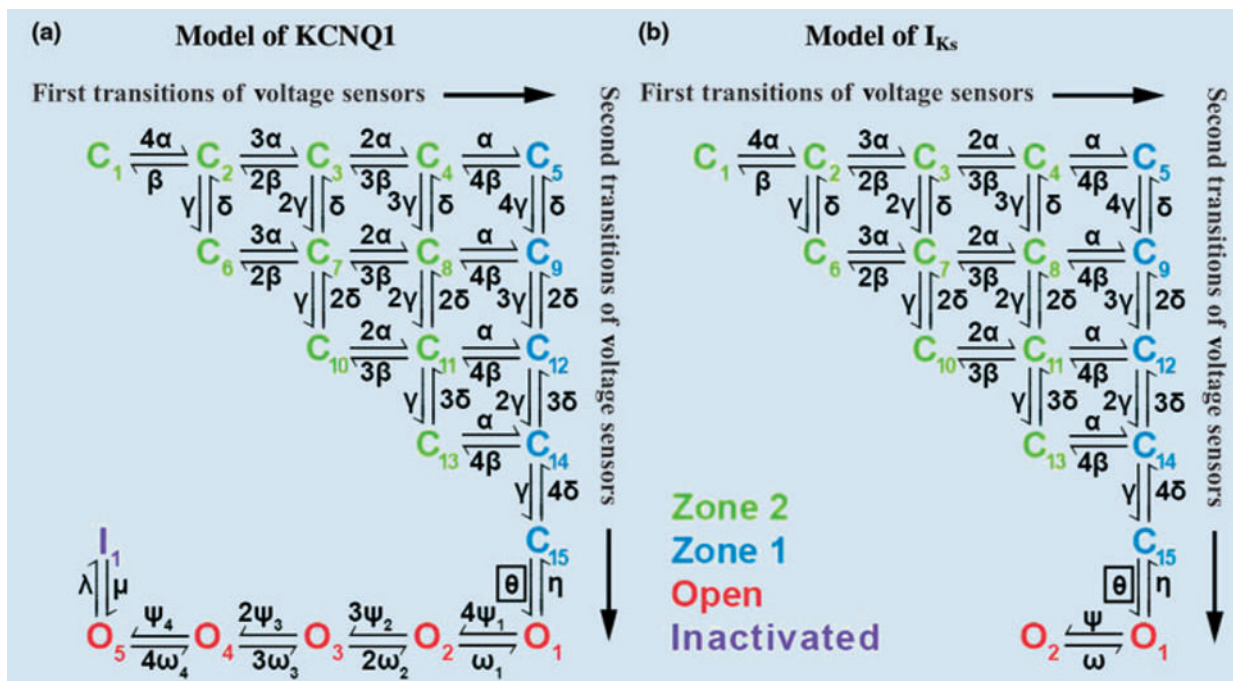 (a) Model of KCNQ1
First transitions of voltage sensors
Second transitions of voltage sensors
4α 3α 2α α
C1 C2 C3 C4 C5
β 2β 3β 4β
γ δ 2γ δ 3γ δ 4γ δ
3α 2α α
C6 C7 C8 C9
2β 3β 4β
γ 2δ 2γ 2δ 3γ 2δ
2α α
C10 C11 C12
3β 4β
γ 3δ 2γ 3δ
α
C13 C14
4β
γ 4δ
I1 C15
λ μ θ η
Ψ4 2Ψ3 3Ψ2 4Ψ1
O5 O4 O3 O2 O1
4ω4 3ω3 2ω2 ω1
(b) Model of IKs
First transitions of voltage sensors
Second transitions of voltage sensors
4α 3α 2α α
C1 C2 C3 C4 C5
β 2β 3β 4β
γ δ 2γ δ 3γ δ 4γ δ
3α 2α α
C6 C7 C8 C9
2β 3β 4β
γ 2δ 2γ 2δ 3γ 2δ
2α α
C10 C11 C12
3β 4β
γ 3δ 2γ 3δ
α
C13 C14
4β
γ 4δ
C15
θ η
Ψ
O2 O1
ω
Zone 2
Zone 1
Open
Inactivated